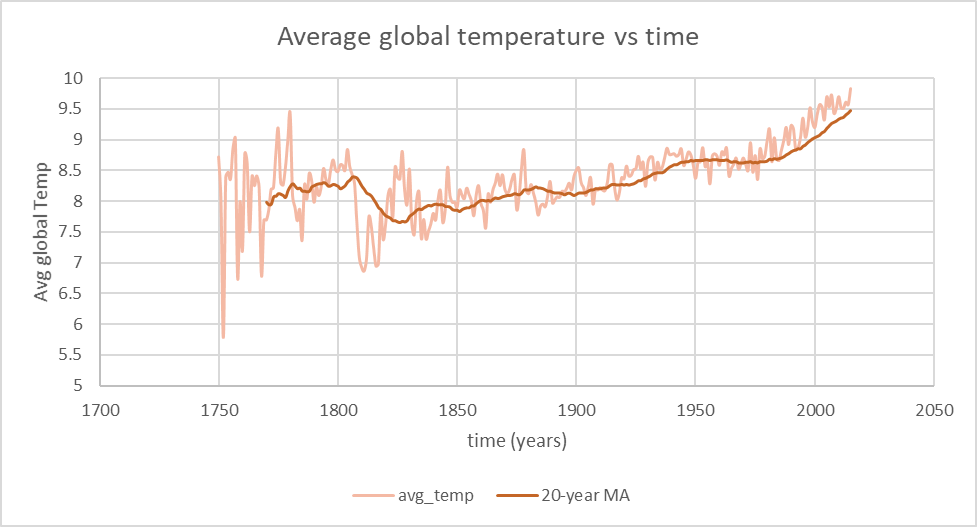 Average global temperature vs time
10
9.5
9
8.5
8
7.5
7
6.5
6
5.5
5
Avg global Temp
1700 1750 1800 1850 1900 1950 2000 2050
time (years)
avg_temp 20-year MA